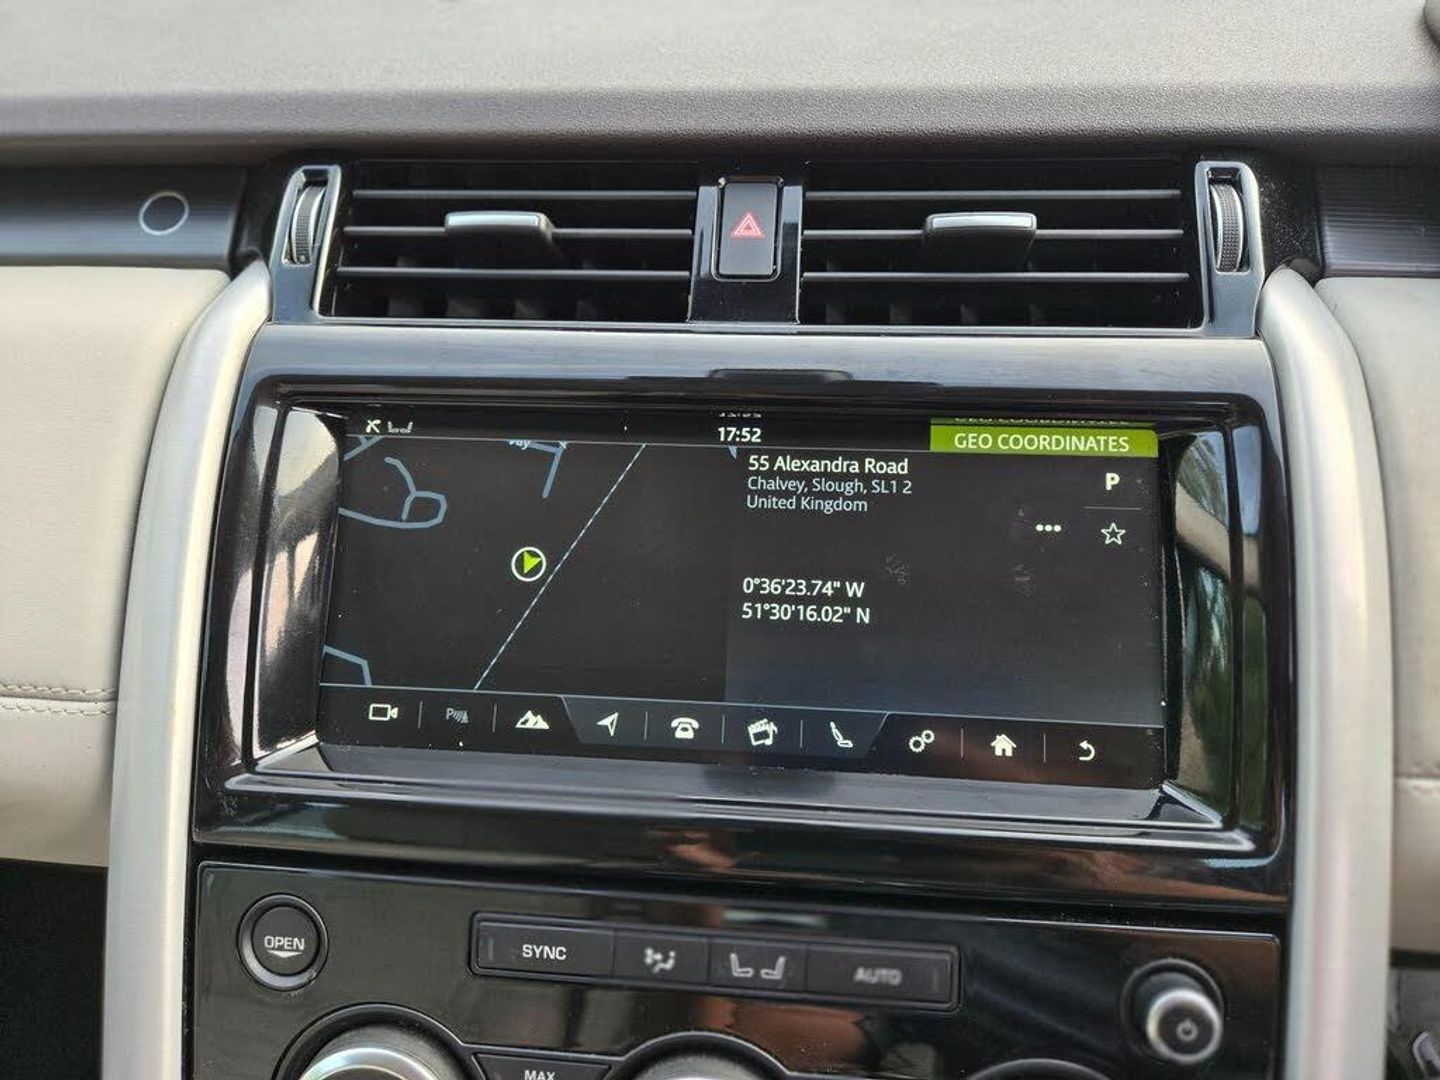 17:52
GEO COORDINATES
55 Alexandra Road
Chalvey, Slough, SL1 2
United Kingdom
P
0°36'23.74" W
51°30'16.02" N
OPEN
SYNC
AUTO
MAX